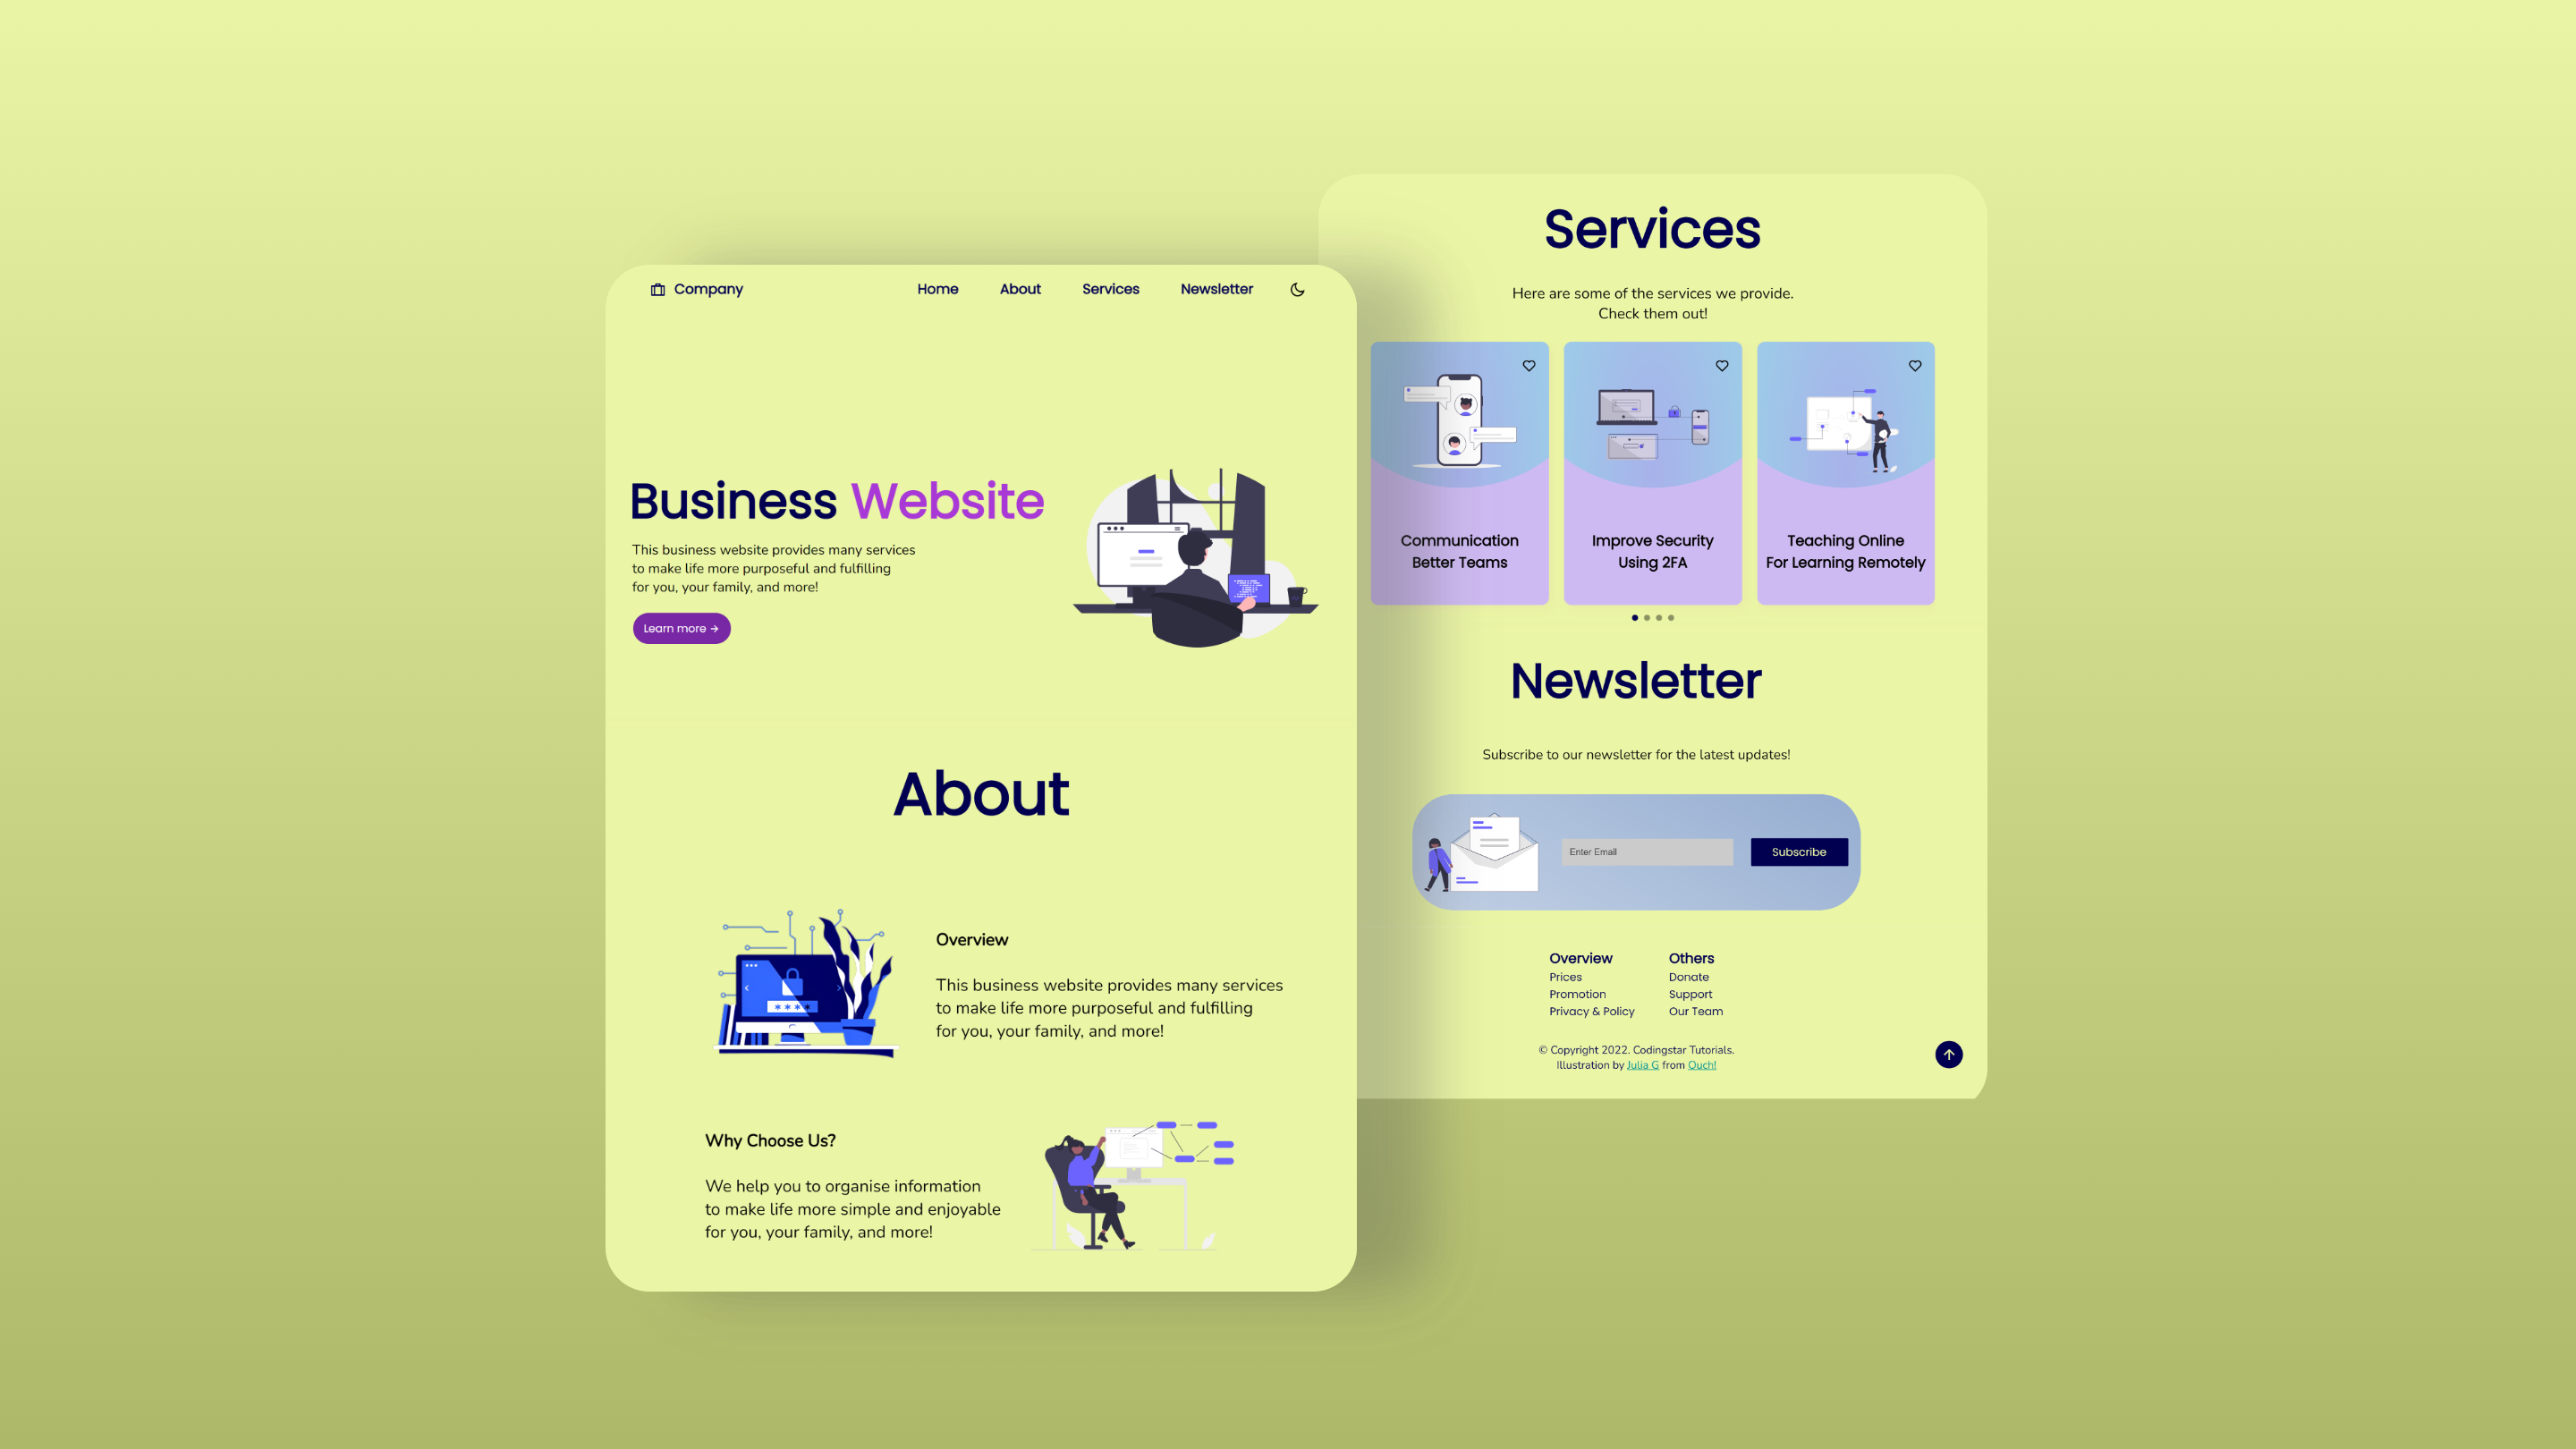 Company
Home
About
Services
Newsletter
Business Website
This business website provides many services
to make life more purposeful and fulfilling
for you, your family, and more!
Learn more →
About
Overview
This business website provides many services
to make life more purposeful and fulfilling
for you, your family, and more!
Why Choose Us?
We help you to organise information
to make life more simple and enjoyable
for you, your family, and more!
Services
Here are some of the services we provide.
Check them out!
Communication
Better Teams
Improve Security
Using 2FA
Teaching Online
For Learning Remotely
Newsletter
Subscribe to our newsletter for the latest updates!
Enter Email
Subscribe
Overview
Prices
Promotion
Privacy & Policy
Others
Donate
Support
Our Team
© Copyright 2022. Codingstar Tutorials.
Illustration by Julia G from Ouch!